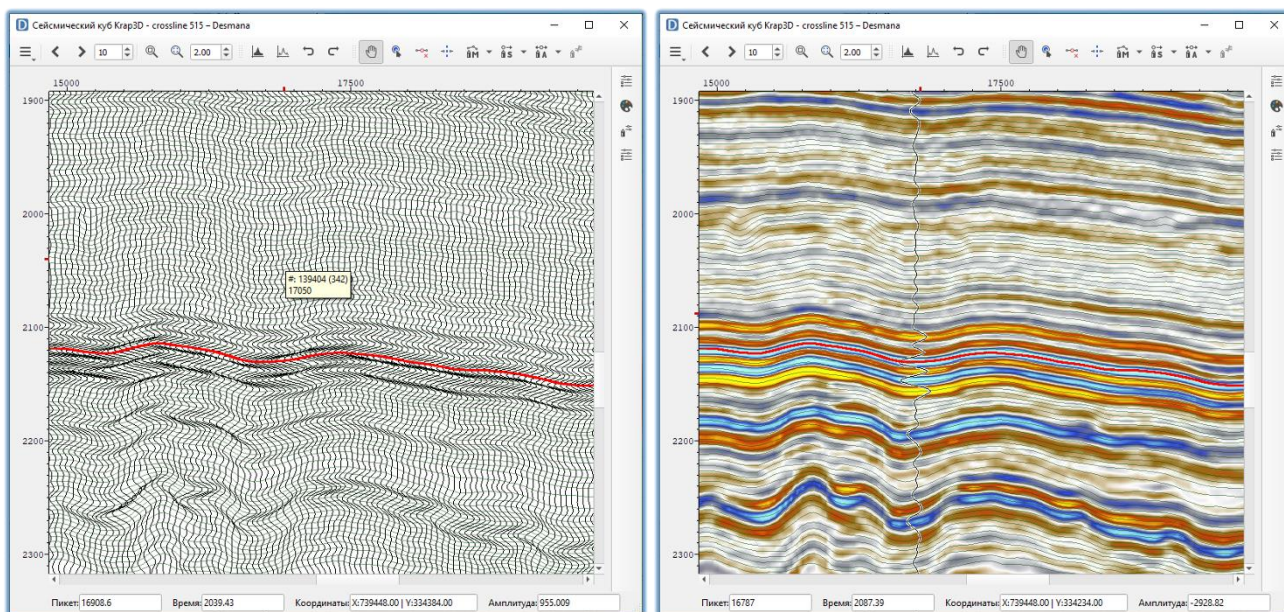 Сейсмический куб Krap3D - crossline 515 – Desmana
10
2.00
M
S
A
15000
17500
1900
2000
#: 139404 (342)
17050
2100
2200
2300
Пикет: 16908.6 Время: 2039.43 Координаты: X:739448.00 | Y:334384.00 Амплитуда: 955.009
Сейсмический куб Krap3D - crossline 515 – Desmana
10
2.00
M
S
A
15000
17500
1900
2000
2100
2200
2300
Пикет: 16787 Время: 2087.39 Координаты: X:739448.00 | Y:334234.00 Амплитуда: -2928.82